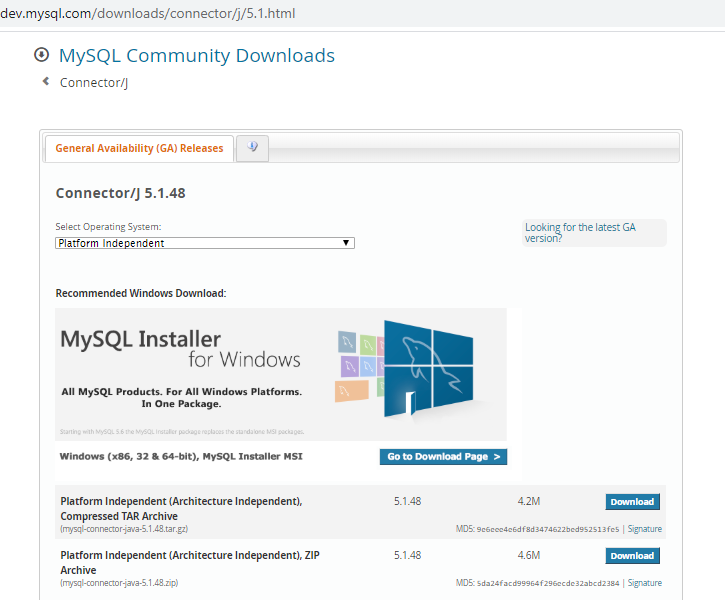 dev.mysql.com/downloads/connector/j/5.1.html
MySQL Community Downloads
Connector/J
General Availability (GA) Releases
Connector/J 5.1.48
Select Operating System:
Platform Independent
Looking for the latest GA
version?
Recommended Windows Download:
MySQL Installer
for Windows
All MySQL Products. For All Windows Platforms.
In One Package.
Starting with MySQL 5.6 the MySQL Installer package replaces the standalone MSI packages.
Windows (x86, 32 & 64-bit), MySQL Installer MSI
Go to Download Page >
Platform Independent (Architecture Independent), 5.1.48 4.2M Download
Compressed TAR Archive
(mysql-connector-java-5.1.48.tar.gz) MD5: 9e6eee4e6df8d3474622bed952513fe5 | Signature
Platform Independent (Architecture Independent), ZIP 5.1.48 4.6M Download
Archive
(mysql-connector-java-5.1.48.zip) MD5: 5da24facd99964f296ecde32abcd2384 | Signature